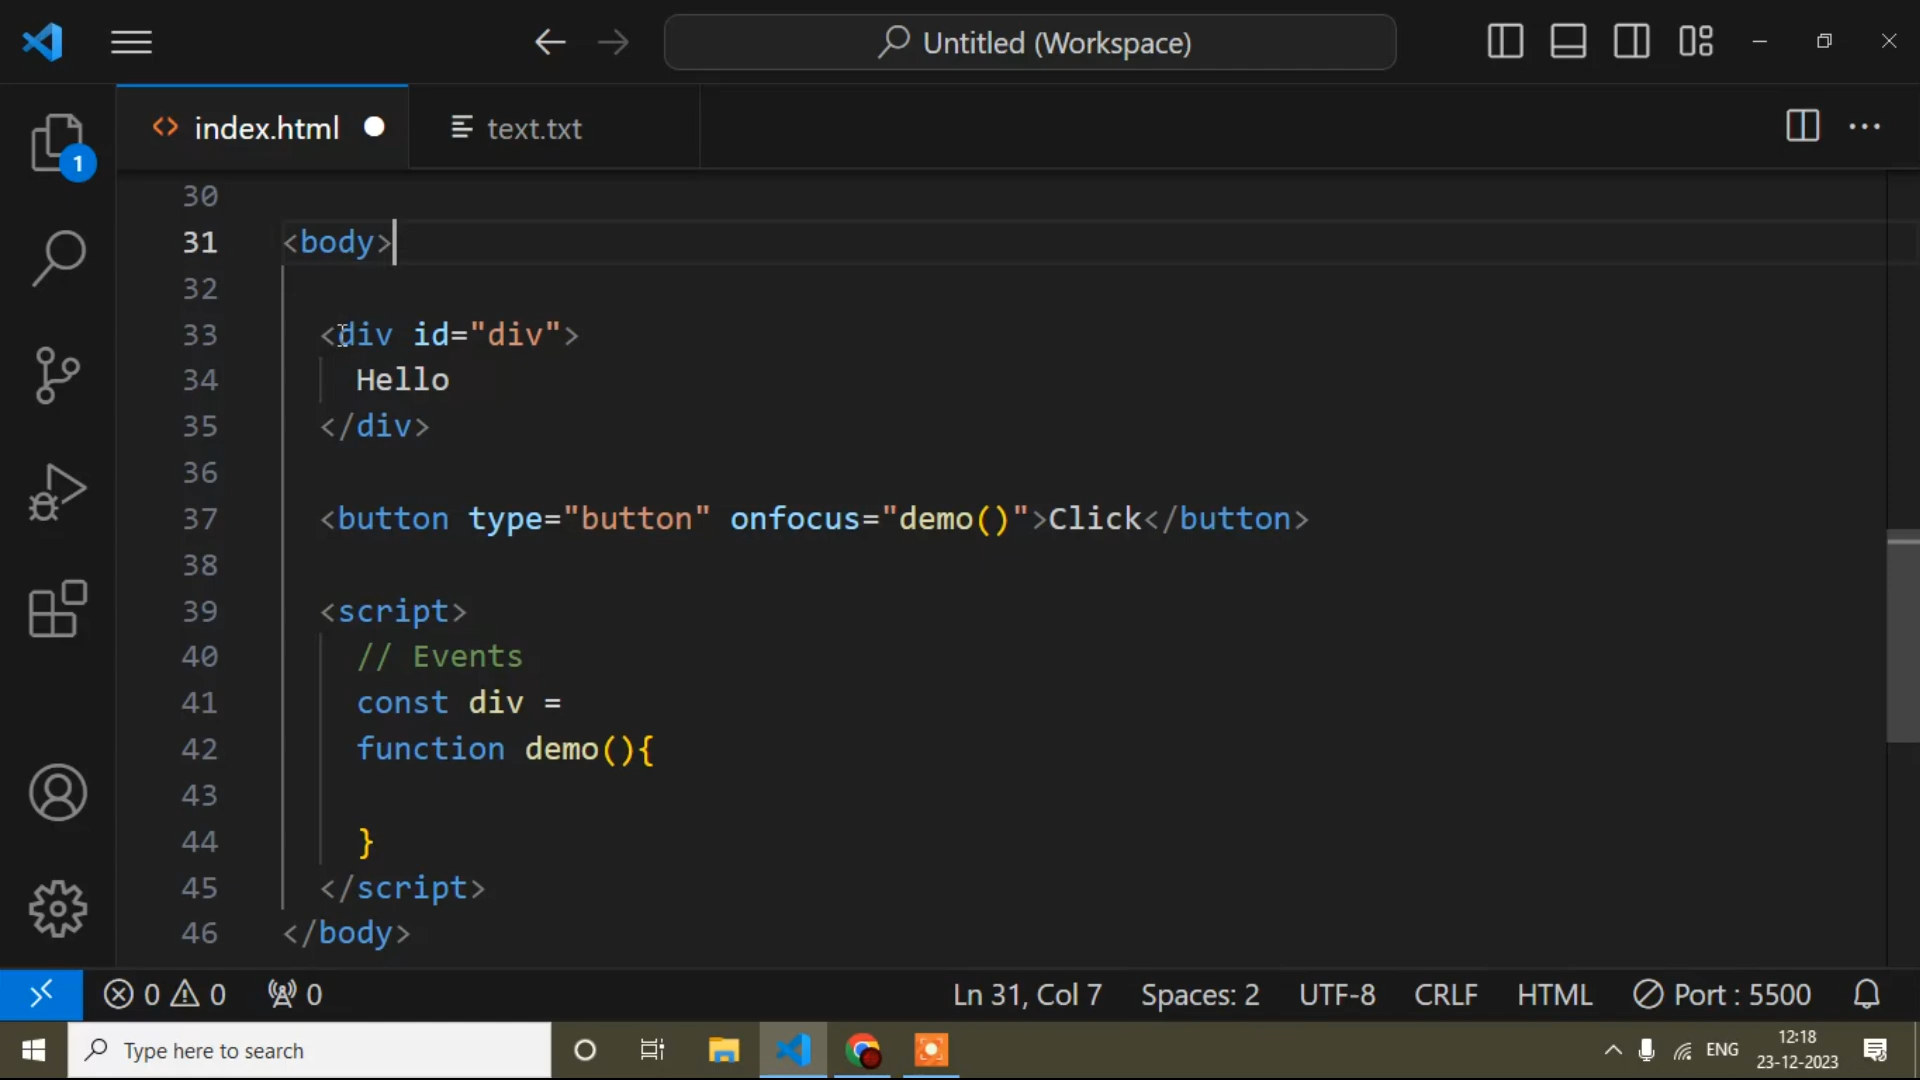 Untitled (Workspace)
index.html
text.txt
1
30
31 <body>
32
33 <div id="div">
34 Hello
35 </div>
36
37 <button type="button" onfocus="demo()">Click</button>
38
39 <script>
40 // Events
41 const div =
42 function demo(){
43
44 }
45 </script>
46 </body>
0 0 0 Ln 31, Col 7 Spaces: 2 UTF-8 CRLF HTML Port : 5500
Type here to search
ENG
12:18
23-12-2023